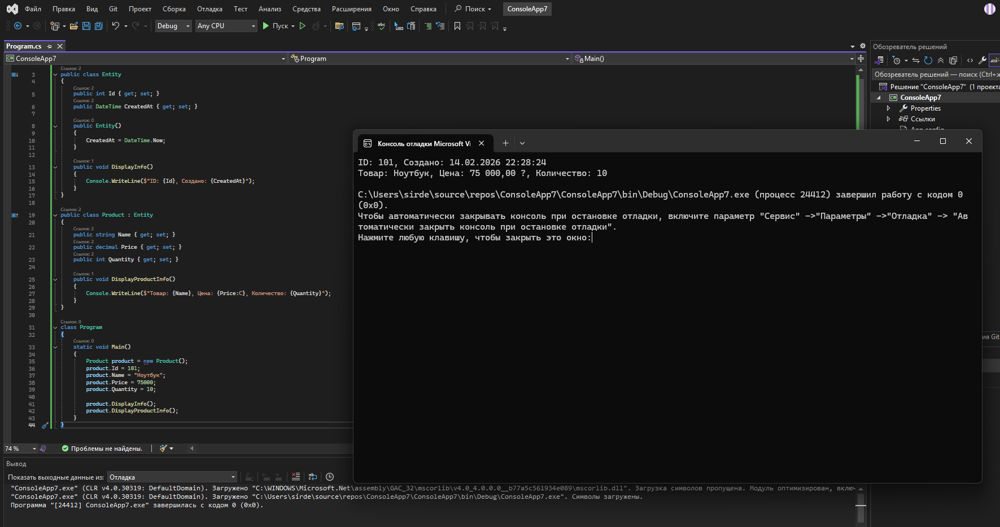 Файл Правка Вид Git Проект Сборка Отладка Тест Анализ Средства Расширения Окно Справка Поиск ConsoleApp7
Debug Any CPU Пуск
Program.cs
ConsoleApp7 Program Main()
Ссылок: 2
3 public class Entity
4 {
Ссылок: 2
5 public int Id { get; set; }
Ссылок: 2
6 public DateTime CreatedAt { get; set; }
7
Ссылок: 0
8 public Entity()
9 {
10 CreatedAt = DateTime.Now;
11 }
12
Ссылок: 1
13 public void DisplayInfo()
14 {
15 Console.WriteLine($"ID: {Id}, Создано: {CreatedAt}");
16 }
17 }
18
Ссылок: 2
19 public class Product : Entity
20 {
Ссылок: 2
21 public string Name { get; set; }
Ссылок: 2
22 public decimal Price { get; set; }
Ссылок: 2
23 public int Quantity { get; set; }
24
Ссылок: 1
25 public void DisplayProductInfo()
26 {
27 Console.WriteLine($"Товар: {Name}, Цена: {Price:C}, Количество: {Quantity}");
28 }
29 }
30
Ссылок: 0
31 class Program
32 {
Ссылок: 0
33 static void Main()
34 {
35 Product product = new Product();
36 product.Id = 101;
37 product.Name = "Ноутбук";
38 product.Price = 75000;
39 product.Quantity = 10;
40
41 product.DisplayInfo();
42 product.DisplayProductInfo();
43 }
44 }
74 % Проблемы не найдены.
Вывод
Показать выходные данные из: Отладка
"ConsoleApp7.exe" (CLR v4.0.30319: DefaultDomain). Загружено "C:\WINDOWS\Microsoft.Net\assembly\GAC_32\mscorlib\v4.0_4.0.0.0__b77a5c561934e089\mscorlib.dll". Загрузка символов пропущена. Модуль оптимизирован, включ
"ConsoleApp7.exe" (CLR v4.0.30319: DefaultDomain). Загружено "C:\Users\sirde\source\repos\ConsoleApp7\ConsoleApp7\bin\Debug\ConsoleApp7.exe". Символы загружены.
Программа "[24412] ConsoleApp7.exe" завершилась с кодом 0 (0x0).
Консоль отладки Microsoft Vi
ID: 101, Создано: 14.02.2026 22:28:24
Товар: Ноутбук, Цена: 75 000,00 ?, Количество: 10
C:\Users\sirde\source\repos\ConsoleApp7\ConsoleApp7\bin\Debug\ConsoleApp7.exe (процесс 24412) завершил работу с кодом 0
(0x0).
Чтобы автоматически закрывать консоль при остановке отладки, включите параметр "Сервис" ->"Параметры" ->"Отладка" -> "Ав
томатически закрыть консоль при остановке отладки".
Нажмите любую клавишу, чтобы закрыть это окно:
Обозреватель решений
Обозреватель решений — поиск (Ctrl+ж
Решение "ConsoleApp7" (1 проекта
ConsoleApp7
Properties
Ссылки
App.config
ия Git